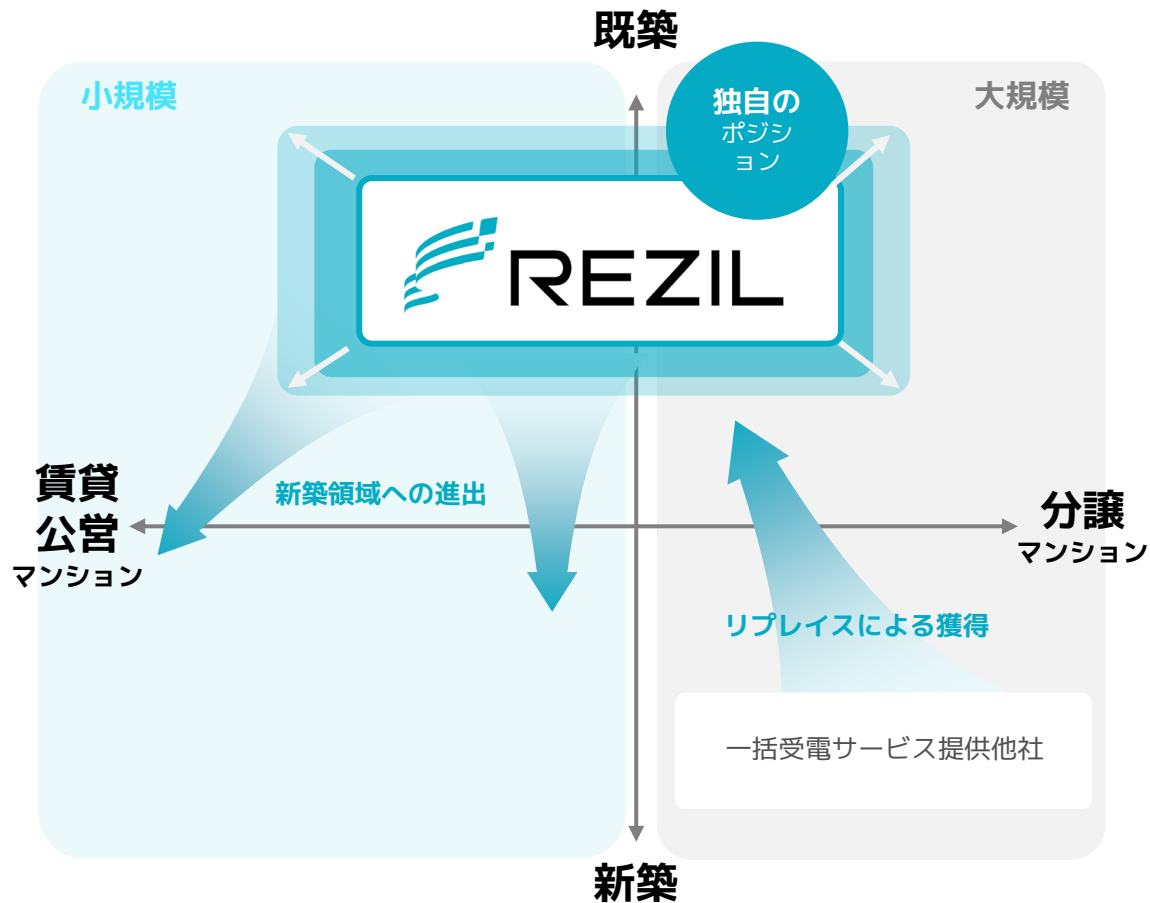 既築
小規模
大規模
独自の
ポジシ
ョン
REZIL
賃貸
公営
マンション
新築領域への進出
分譲
マンション
リプレイスによる獲得
一括受電サービス提供他社
新築